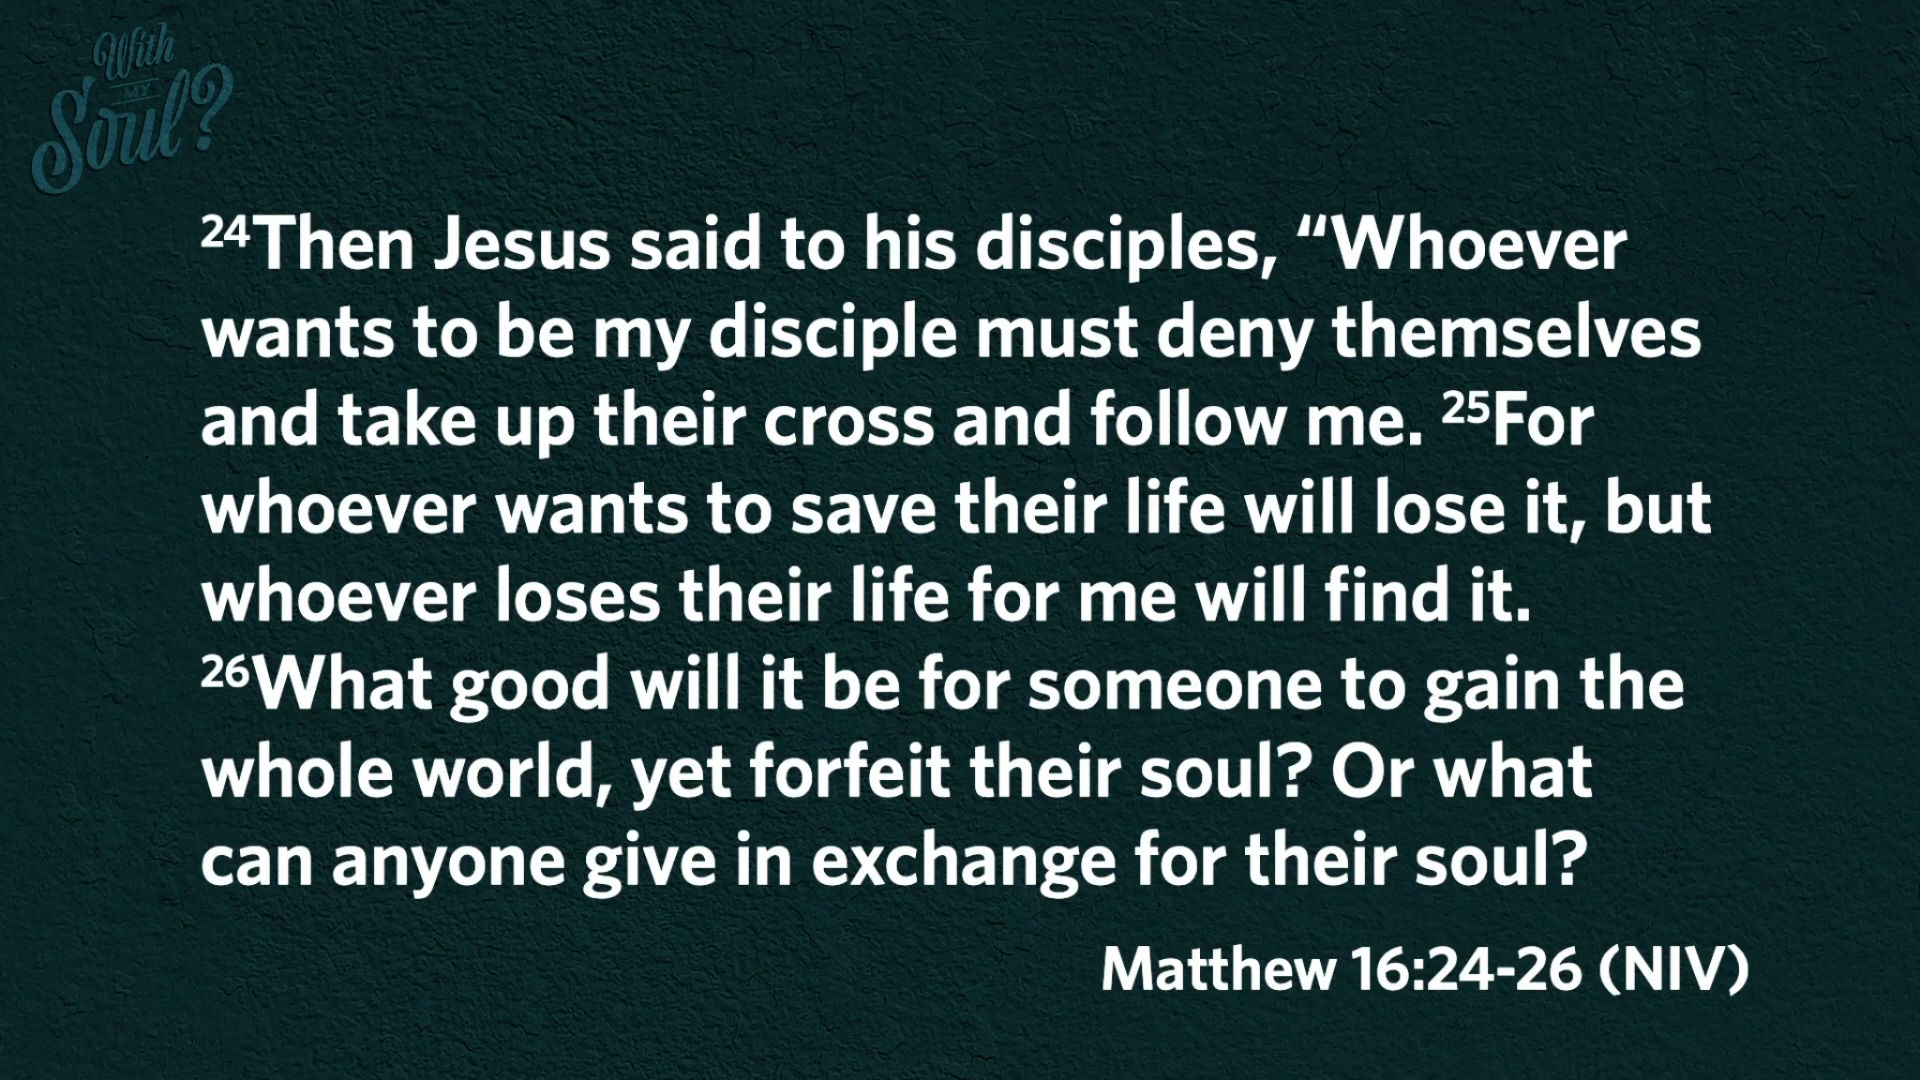 With
MY
Soul?
24Then Jesus said to his disciples, “Whoever
wants to be my disciple must deny themselves
and take up their cross and follow me. 25For
whoever wants to save their life will lose it, but
whoever loses their life for me will find it.
26What good will it be for someone to gain the
whole world, yet forfeit their soul? Or what
can anyone give in exchange for their soul?
Matthew 16:24-26 (NIV)